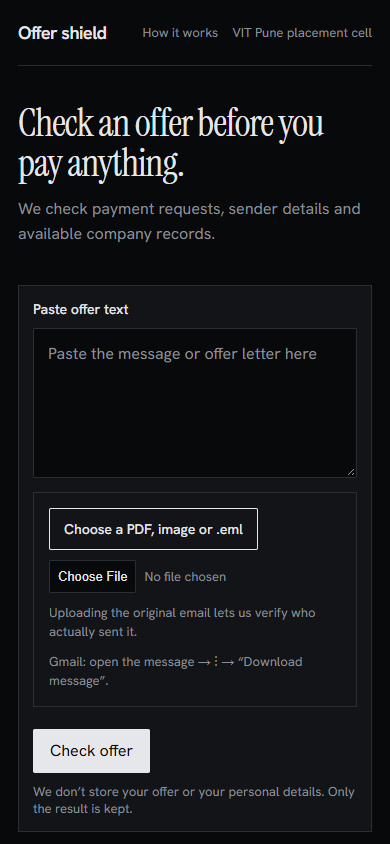 Offer shield
How it works
VIT Pune placement cell
Check an offer before you
pay anything.
We check payment requests, sender details and
available company records.
Paste offer text
Paste the message or offer letter here
Choose a PDF, image or .eml
Choose File No file chosen
Uploading the original email lets us verify who
actually sent it.
Gmail: open the message → ⋮ → “Download
message”.
Check offer
We don’t store your offer or your personal details. Only
the result is kept.